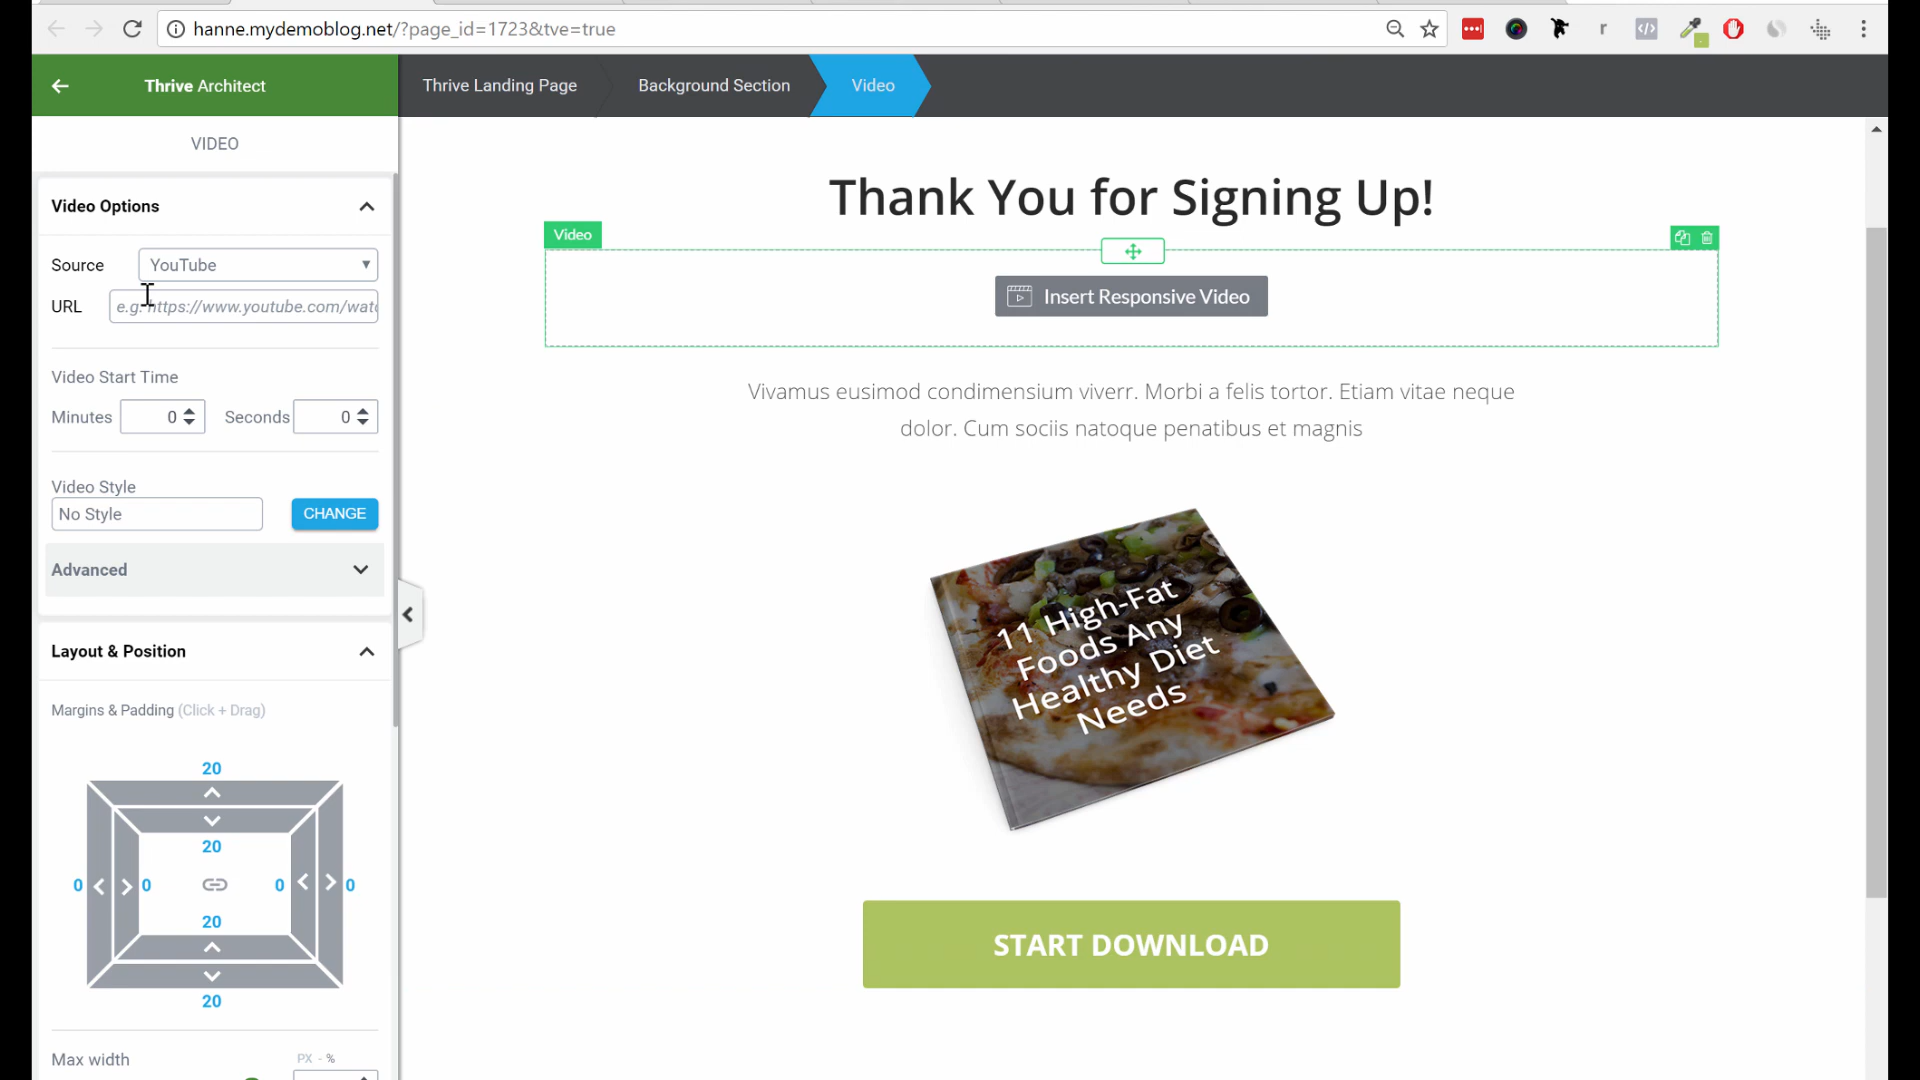 hanne.mydemoblog.net/?page_id=1723&tve=true
r
Thrive Architect
Thrive Landing Page
Background Section
Video
VIDEO
Video Options
Source
YouTube
URL
e.g. https://www.youtube.com/watc
Video Start Time
Minutes
0
Seconds
0
Video Style
No Style
CHANGE
Advanced
Layout & Position
Margins & Padding (Click + Drag)
20
20
0
0
0
0
20
20
Max width
PX - %
Thank You for Signing Up!
Video
Insert Responsive Video
Vivamus euismod condimensium viverr. Morbi a felis tortor. Etiam vitae neque
dolor. Cum sociis natoque penatibus et magnis
11 High-Fat
Foods Any
Healthy Diet
Needs
START DOWNLOAD